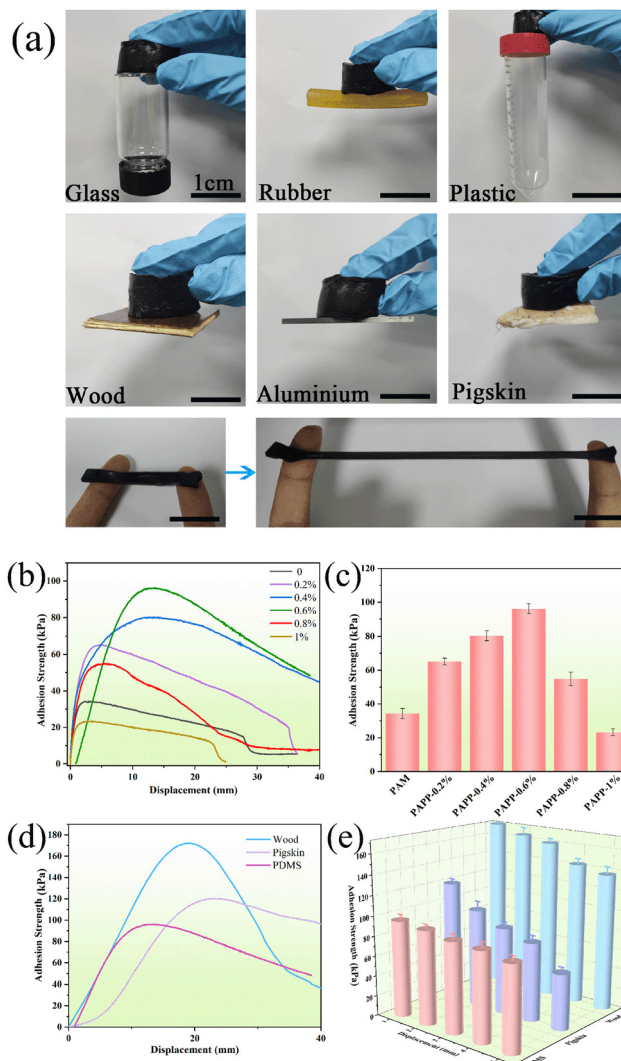 (a)
Glass
1cm
Rubber
Plastic
Wood
Aluminium
Pigskin
(b)
100
80
60
40
20
0
Adhesion Strength (kPa)
0
10
20
30
40
Displacement (mm)
0
0.2%
0.4%
0.6%
0.8%
1%
(c)
120
100
80
60
40
20
0
Adhesion Strength (kPa)
PAM
PAPP-0.2%
PAPP-0.4%
PAPP-0.6%
PAPP-0.8%
PAPP-1%
(d)
180
160
140
120
100
80
60
40
20
0
Adhesion Strength (kPa)
0
20
40
Displacement (mm)
Wood
Pigskin
PDMS
(e)
160
140
120
100
80
60
40
20
0
Adhesion Strength (kPa)
Displacement (mm)
Pigskin
Wood